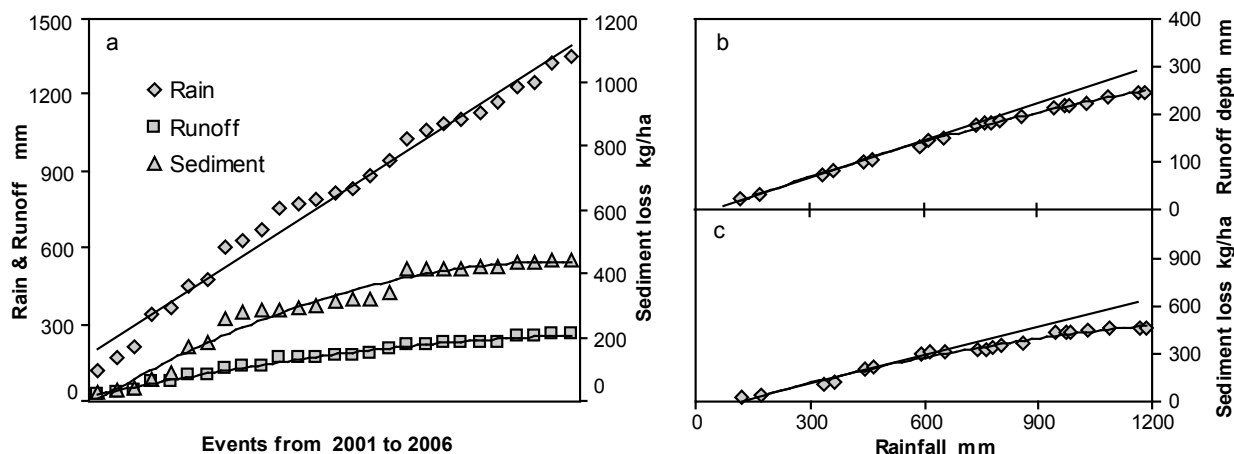 a
1500
1200
900
600
300
0
Rain & Runoff mm
Rain
Runoff
Sediment
1200
1000
800
600
400
200
0
Sediment loss kg/ha
Events from 2001 to 2006
b
400
300
200
100
0
Runoff depth mm
c
900
600
300
0
Sediment loss kg/ha
0
300
600
900
1200
Rainfall mm